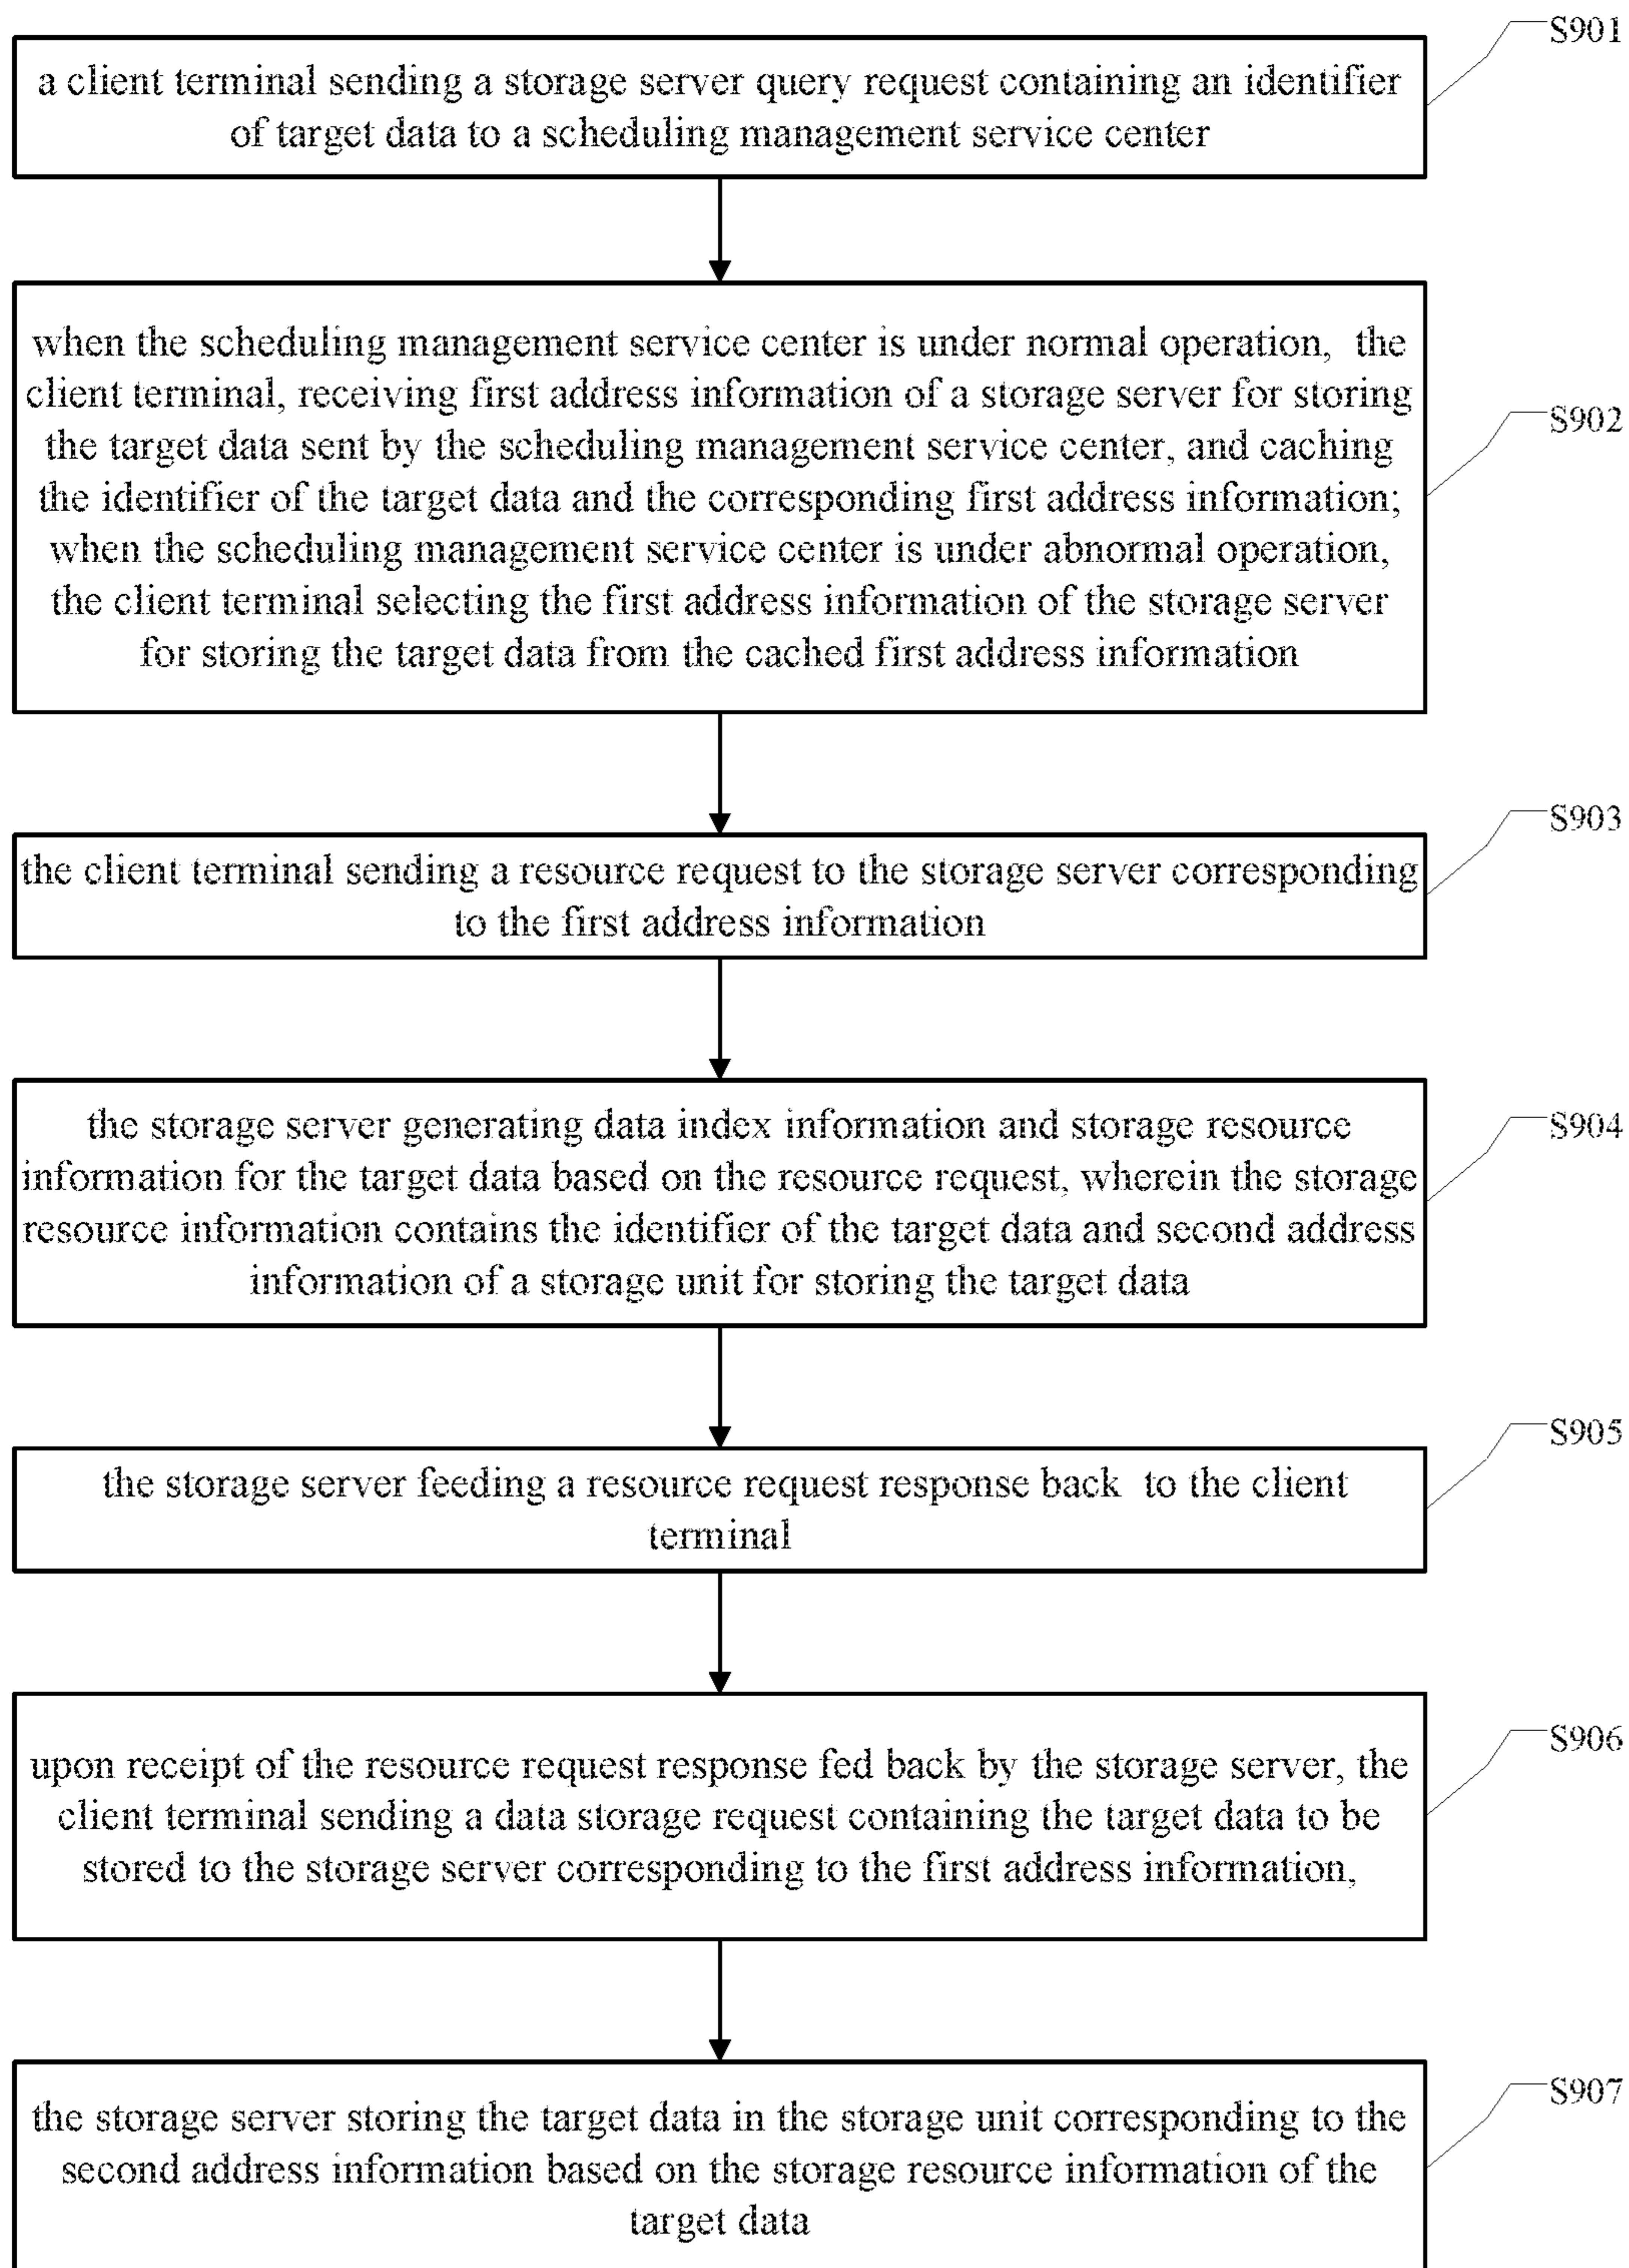 S901
a client terminal sending a storage server query request containing an identifier
of target data to a scheduling management service center
when the scheduling management service center is under normal operation, the
client terminal, receiving first address information of a storage server for storing
S902
the target data sent by the scheduling management service center, and caching
the identifier of the target data and the corresponding first address information;
when the scheduling management service center is under abnormal operation,
the client terminal selecting the first address information of the storage server
for storing the target data from the cached first address information
S903
the client terminal sending a resource request to the storage server corresponding
to the first address information
S904
the storage server generating data index information and storage resource
information for the target data based on the resource request, wherein the storage
resource information contains the identifier of the target data and second address
information of a storage unit for storing the target data
S905
the storage server feeding a resource request response back to the client
terminal
S906
upon receipt of the resource request response fed back by the storage server, the
client terminal sending a data storage request containing the target data to be
stored to the storage server corresponding to the first address information,
S907
the storage server storing the target data in the storage unit corresponding to the
second address information based on the storage resource information of the
target data